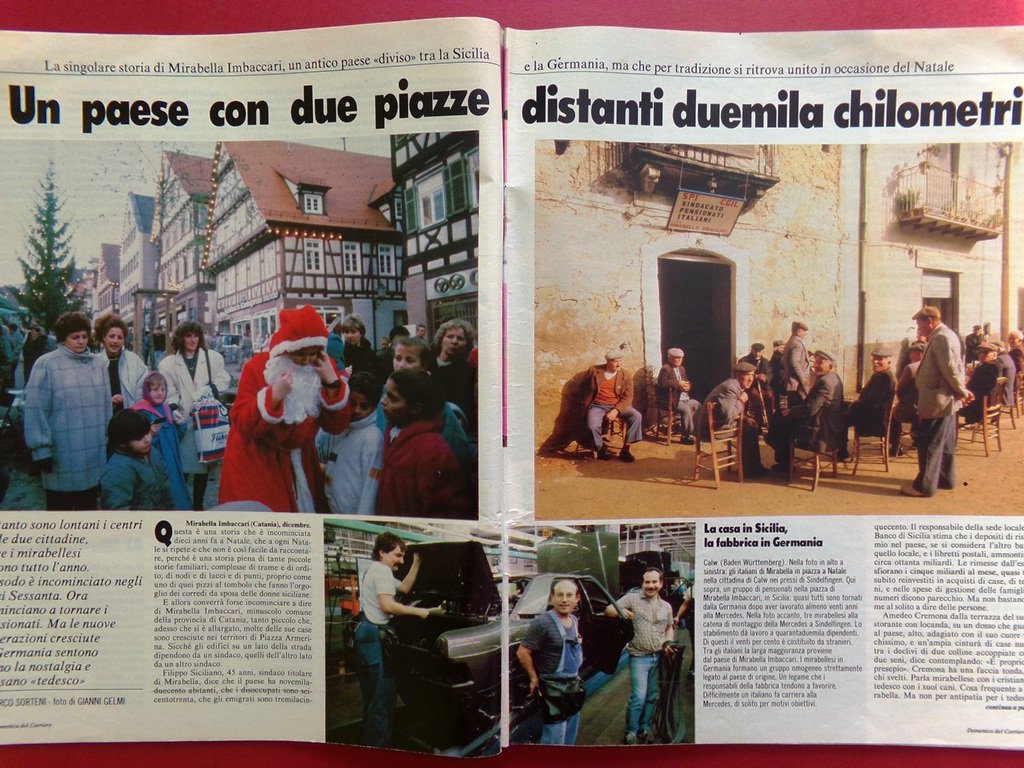 La singolare storia di Mirabella Imbaccari, un antico paese «diviso» tra la Sicilia
e la Germania, ma che per tradizione si ritrova unito in occasione del Natale
Un paese con due piazze
distanti duemila chilometri
SPI CGIL
SINDACATO
PENSIONATI
ITALIANI
MIRABELLA IMBACCARI
anto sono lontani i centri
le due cittadine,
e i mirabellesi
ono tutto l'anno.
sodo è incominciato negli
i Sessanta. Ora
minciano a tornare i
sionati. Ma le nuove
erazioni cresciute
Germania sentono
no la nostalgia e
sano «tedesco»
RCO SORTENI - foto di GIANNI GELMI
Mirabella Imbaccari (Catania), dicembre.
Questa è una storia che è incominciata
dieci anni fa a Natale, che a ogni Nata-
le si ripete e che non è così facile da raccon-
tare, perché è una storia piena di tante piccole
storie familiari, complesse di trame e di ordi-
to, di nodi e di lacci e di punti, proprio come
uno di quei pizzi al tombolo che fanno l'orgo-
glio dei corredi da sposa delle donne siciliane.
E allora converrà forse incominciare a dire
di Mirabella Imbaccari, minuscolo comune
della provincia di Catania, tanto piccolo che,
adesso che si è allargato, molte delle sue case
sono cresciute nei territori di Piazza Armeri-
na. Sicché gli edifici su un lato della strada
dipendono da un sindaco, quelli dell'altro lato
da un altro sindaco.
Filippo Siciliano, 45 anni, sindaco titolare
di Mirabella, dice che il paese ha novemila-
duecento abitanti, che i disoccupati sono sei-
centotrenta, che gli emigrati sono tremilacin-
La casa in Sicilia,
la fabbrica in Germania
Calw (Baden Württemberg). Nella foto in alto a
sinistra: gli italiani di Mirabella in piazza a Natale
nella cittadina di Calw nei pressi di Sindelfingen. Qui
sopra, un gruppo di pensionati nella piazza di
Mirabella Imbaccari, in Sicilia: quasi tutti sono tornati
dalla Germania dopo aver lavorato almeno venti anni
alla Mercedes. Nella foto accanto, tre mirabellesi alla
catena di montaggio della Mercedes a Sindelfingen. Lo
stabilimento dà lavoro a quarantaduemila dipendenti.
Di questi il venti per cento è costituito da stranieri.
Tra gli italiani la larga maggioranza proviene
dal paese di Mirabella Imbaccari. I mirabellesi in
Germania formano un gruppo omogeneo strettamente
legato al paese di origine. Un legame che i
responsabili della fabbrica tendono a favorire.
Difficilmente un italiano fa carriera alla
Mercedes, di solito per motivi obiettivi.
quecento. Il responsabile della sede locale
Banco di Sicilia stima che i depositi di ris
mio nel paese, se si considera l'altro ba
quello locale, e i libretti postali, ammonti
circa ottanta miliardi. Le rimesse dall'es
sfiorano i cinque miliardi al mese, quasi
subito reinvestiti in acquisti di case, di te
ni, e nelle spese di gestione delle famigli
numeri dicono parecchio. Ma non bastano
me al solito a dire delle persone.
Amedeo Cremona dalla terrazza del su
storante con locande, su un dosso che gua
il paese, alto, adagiato con il suo cuore
al sisimo, e un'ampia cintura di case nu
tra i declivi di due colline accoppiate c
due seni, dice contemplando: «È propri
presepio». Cremona ha una faccia tonda
chi svelti. Parla mirabellese con i cristian
tedesco con i suoi cani. Cosa frequente a
rabella. Ma non per antipatia per i tedes
continua a pa
omenica del Corriere
Domenica del Corrier